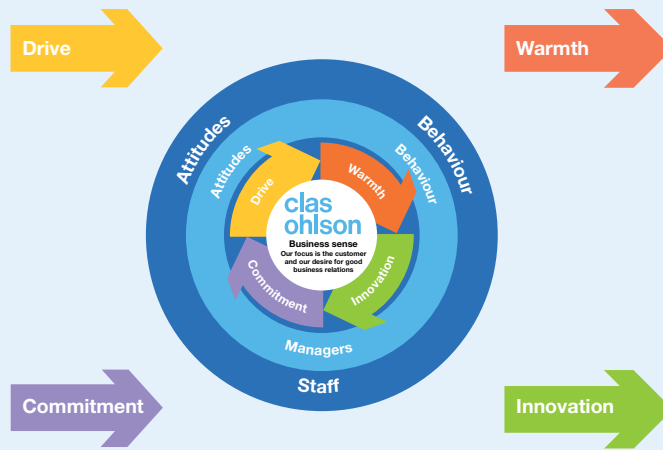 Drive
Warmth
Attitudes
Behaviour
Attitudes
Behaviour
Drive
Warmth
clas
ohlson
Business sense
Our focus is the customer
and our desire for good
business relations
Commitment
Innovation
Managers
Staff
Commitment
Innovation